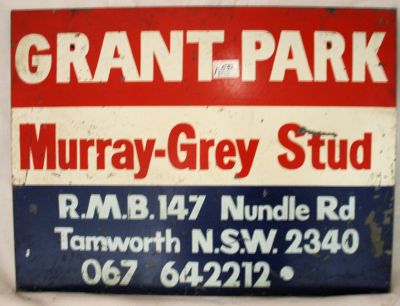 GRANT PARK
Murray-Grey Stud
R.M.B. 147 Nundle Rd
Tamworth N.S.W. 2340
067 642212